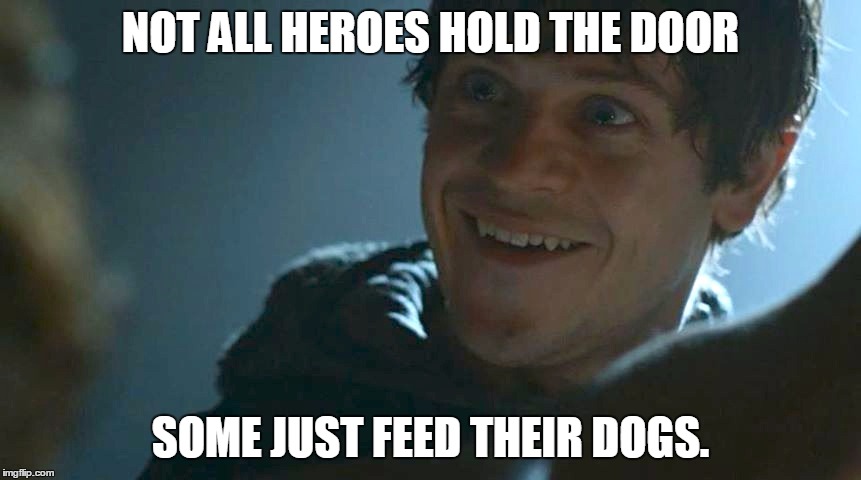 NOT ALL HEROES HOLD THE DOOR
SOME JUST FEED THEIR DOGS.
imgflip.com